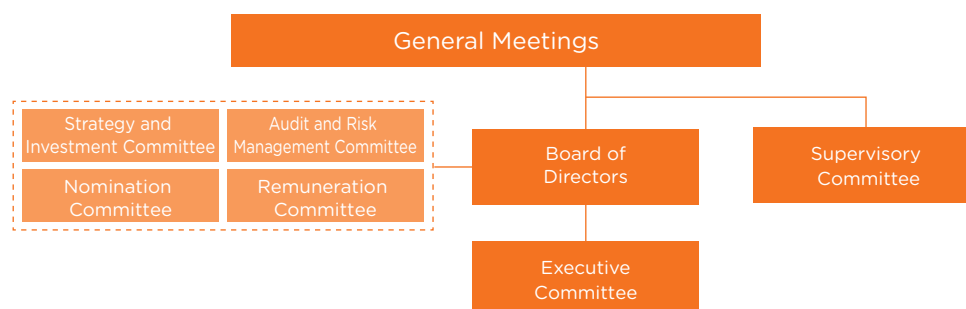 General Meetings
Strategy and
Investment Committee
Audit and Risk
Management Committee
Nomination
Committee
Remuneration
Committee
Board of
Directors
Supervisory
Committee
Executive
Committee